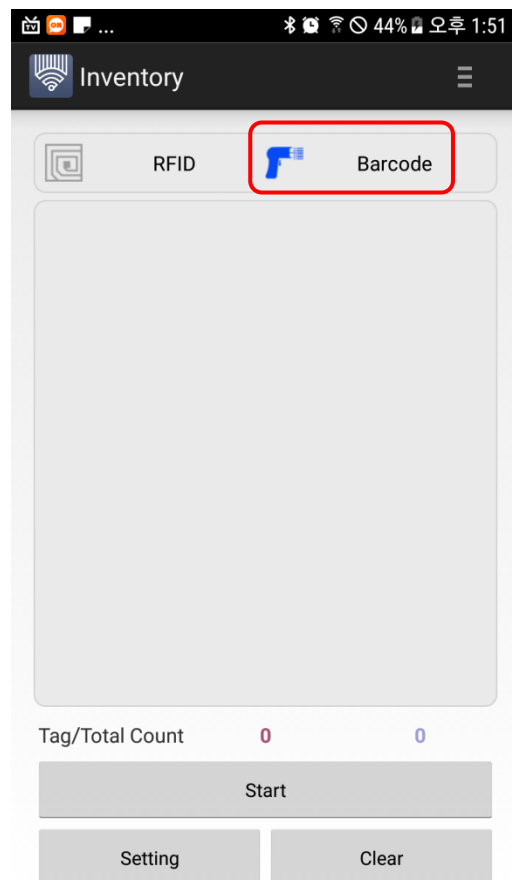 ... 44% 오후 1:51
Inventory
RFID Barcode
Tag/Total Count 0 0
Start
Setting Clear